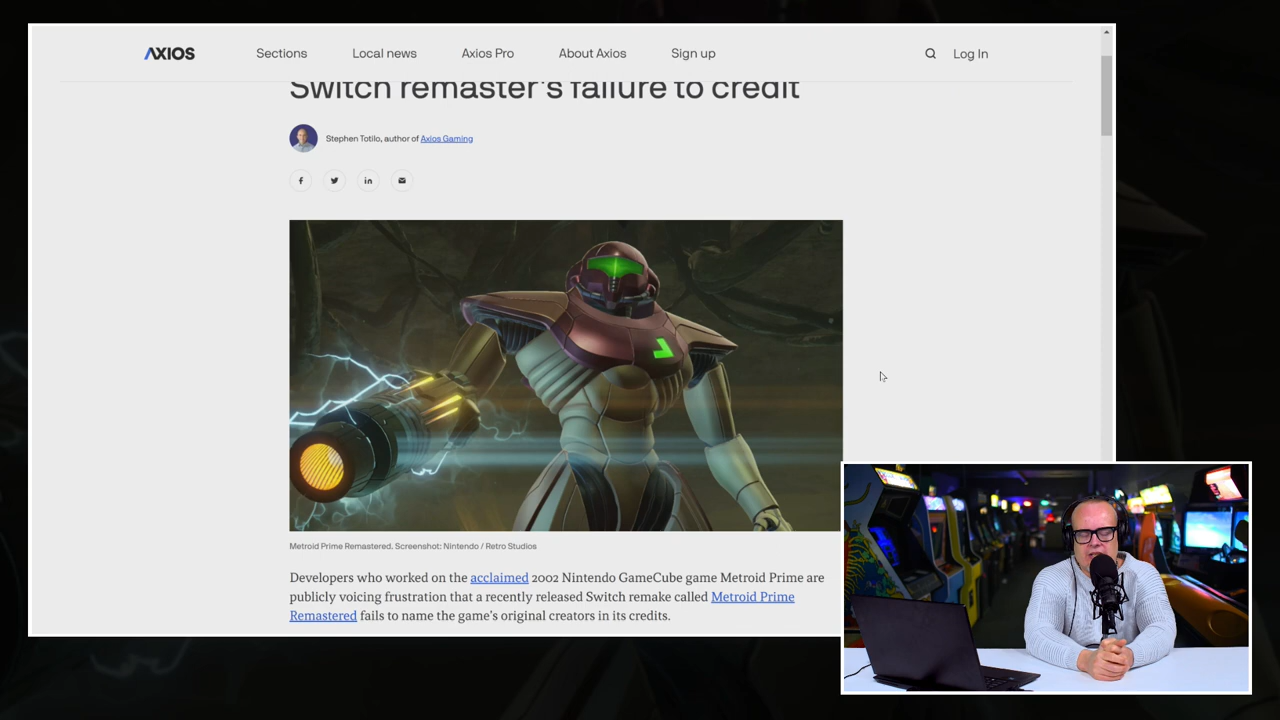 AXIOS
Sections
Local news
Axios Pro
About Axios
Sign up
Log In
Switch remaster's failure to credit
Stephen Totilo, author of Axios Gaming
Metroid Prime Remastered. Screenshot: Nintendo / Retro Studios
Developers who worked on the acclaimed 2002 Nintendo GameCube game Metroid Prime are
publicly voicing frustration that a recently released Switch remake called Metroid Prime
Remastered fails to name the game's original creators in its credits.